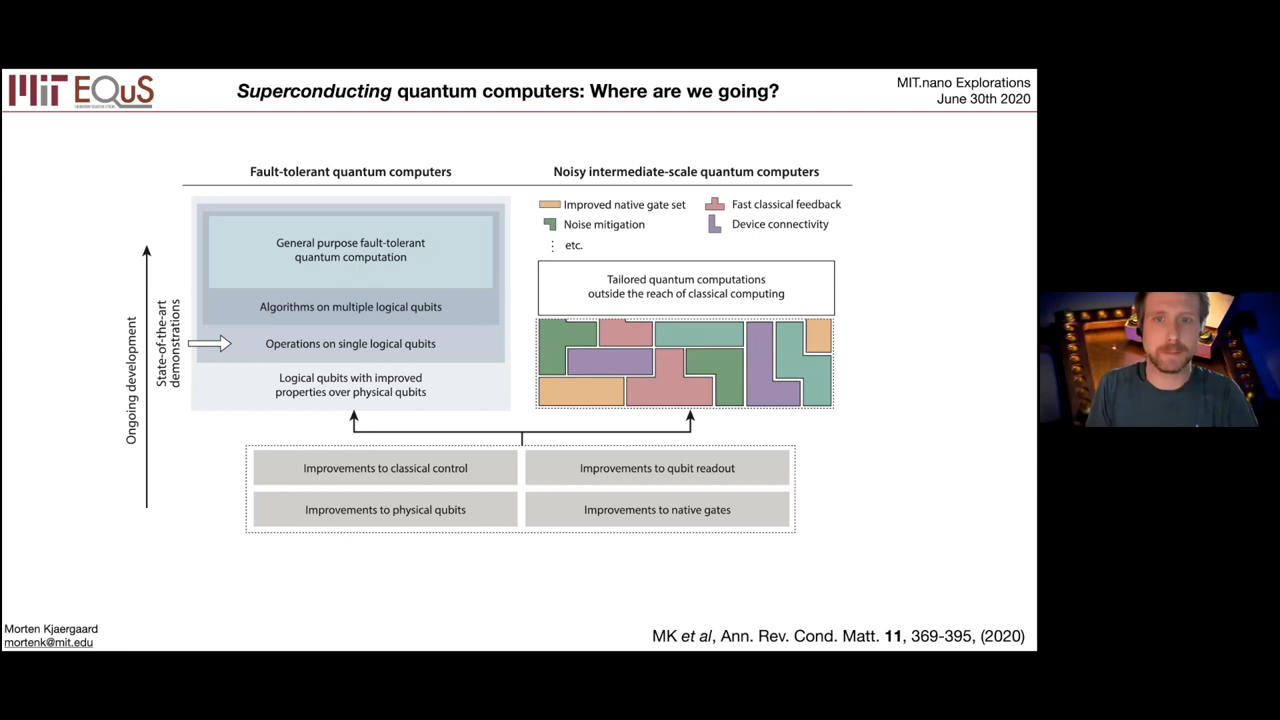 MIT EQuS
Superconducting quantum computers: Where are we going?
MIT.nano Explorations
June 30th 2020
Fault-tolerant quantum computers
Noisy intermediate-scale quantum computers
Improved native gate set
Fast classical feedback
Noise mitigation
Device connectivity
⋮ etc.
General purpose fault-tolerant
quantum computation
Algorithms on multiple logical qubits
Operations on single logical qubits
Logical qubits with improved
properties over physical qubits
Tailored quantum computations
outside the reach of classical computing
Ongoing development
State-of-the-art
demonstrations
Improvements to classical control
Improvements to qubit readout
Improvements to physical qubits
Improvements to native gates
Morten Kjaergaard
mortenk@mit.edu
MK et al, Ann. Rev. Cond. Matt. 11, 369-395, (2020)